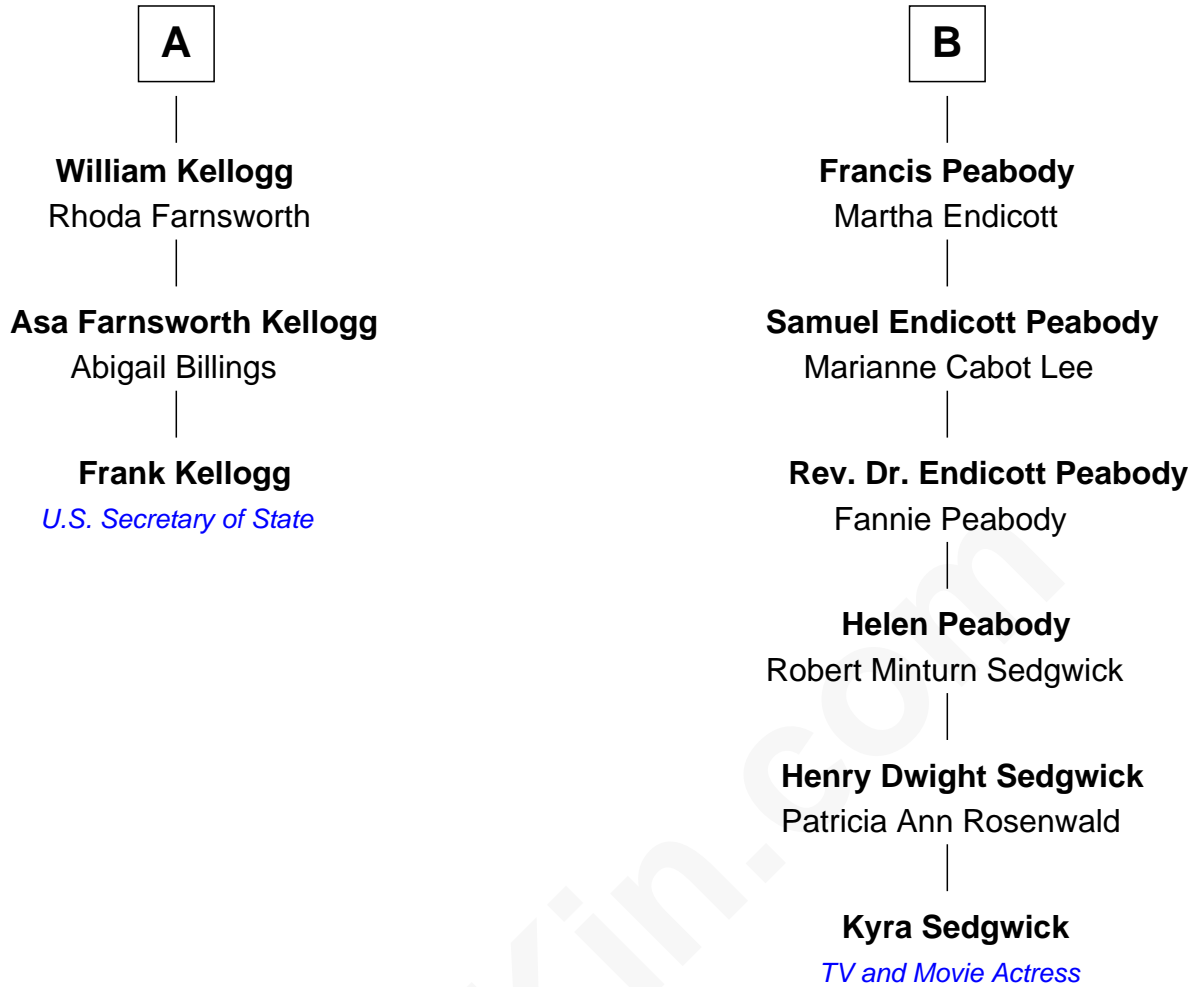 A
William Kellogg
Rhoda Farnsworth
Asa Farnsworth Kellogg
Abigail Billings
Frank Kellogg
U.S. Secretary of State
B
Francis Peabody
Martha Endicott
Samuel Endicott Peabody
Marianne Cabot Lee
Rev. Dr. Endicott Peabody
Fannie Peabody
Helen Peabody
Robert Minturn Sedgwick
Henry Dwight Sedgwick
Patricia Ann Rosenwald
Kyra Sedgwick
TV and Movie Actress
Kin.com